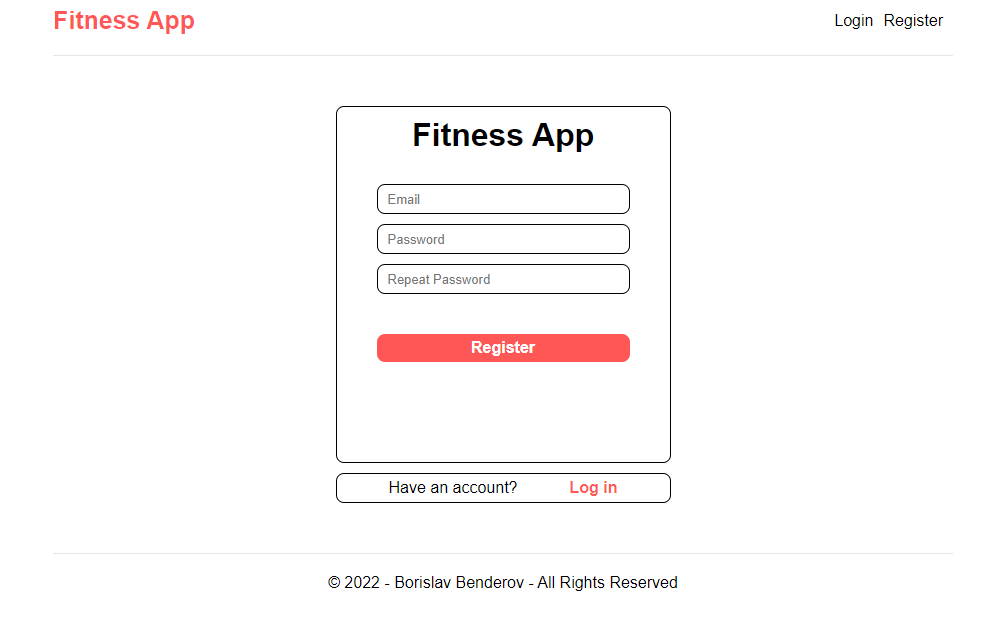 Fitness App
Login Register
Fitness App
Email
Password
Repeat Password
Register
Have an account? Log in
© 2022 - Borislav Benderov - All Rights Reserved